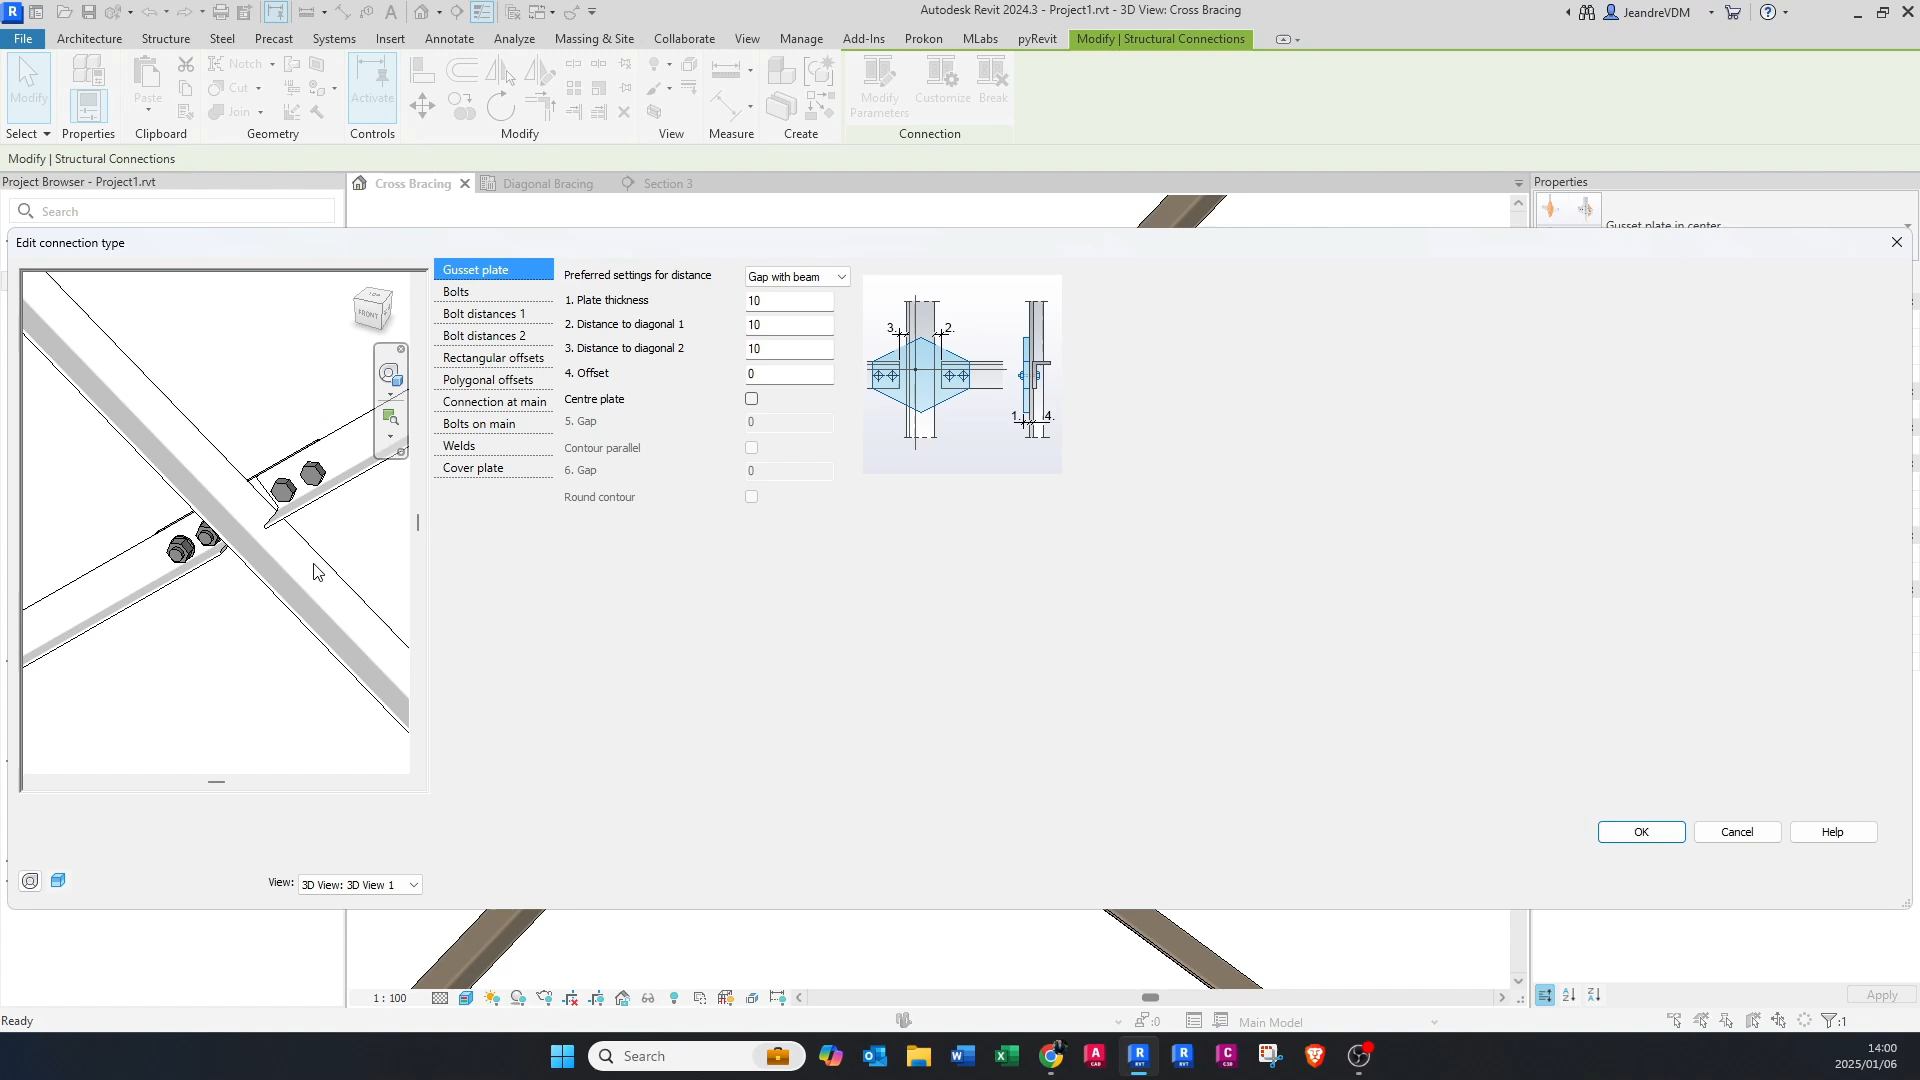 Autodesk Revit 2024.3 - Project1.rvt - 3D View: Cross Bracing
JeandreVDM
File Architecture Structure Steel Precast Systems Insert Annotate Analyze Massing & Site Collaborate View Manage Add-Ins Prokon MLabs pyRevit Modify | Structural Connections
Modify
Paste
Notch
Cut
Join
Activate
Modify Parameters
Customize
Break
Select Properties Clipboard Geometry Controls Modify View Measure Create Connection
Modify | Structural Connections
Project Browser - Project1.rvt
Search
Cross Bracing
Diagonal Bracing
Section 3
Properties
Gusset plate in center
Edit connection type
TOP
FRONT
Gusset plate
Bolts
Bolt distances 1
Bolt distances 2
Rectangular offsets
Polygonal offsets
Connection at main
Bolts on main
Welds
Cover plate
Preferred settings for distance Gap with beam
1. Plate thickness 10
2. Distance to diagonal 1 10
3. Distance to diagonal 2 10
4. Offset 0
Centre plate
5. Gap 0
Contour parallel
6. Gap 0
Round contour
3. 2.
1. 4.
OK Cancel Help
View: 3D View: 3D View 1
1 : 100
Apply
Ready
:0
Main Model
:1
Search
14:00
2025/01/06